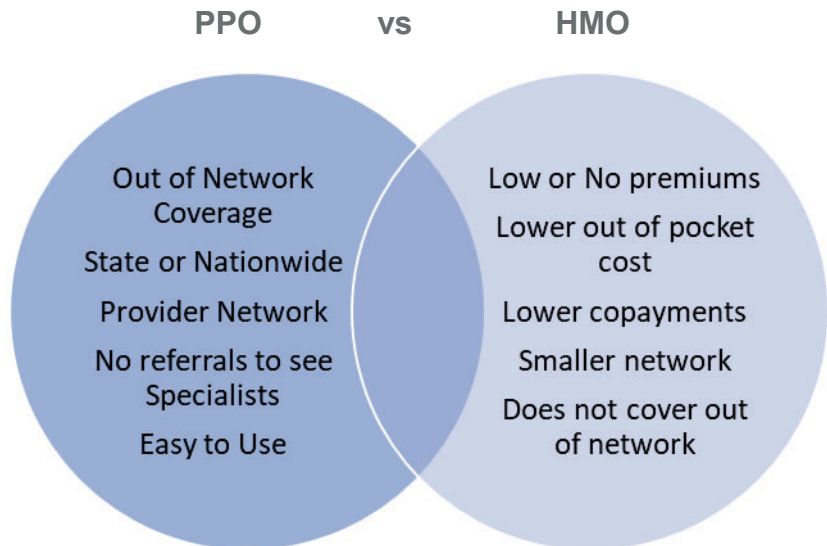 PPO vs HMO
Out of Network
Coverage
State or Nationwide
Provider Network
No referrals to see
Specialists
Easy to Use
Low or No premiums
Lower out of pocket
cost
Lower copayments
Smaller network
Does not cover out
of network